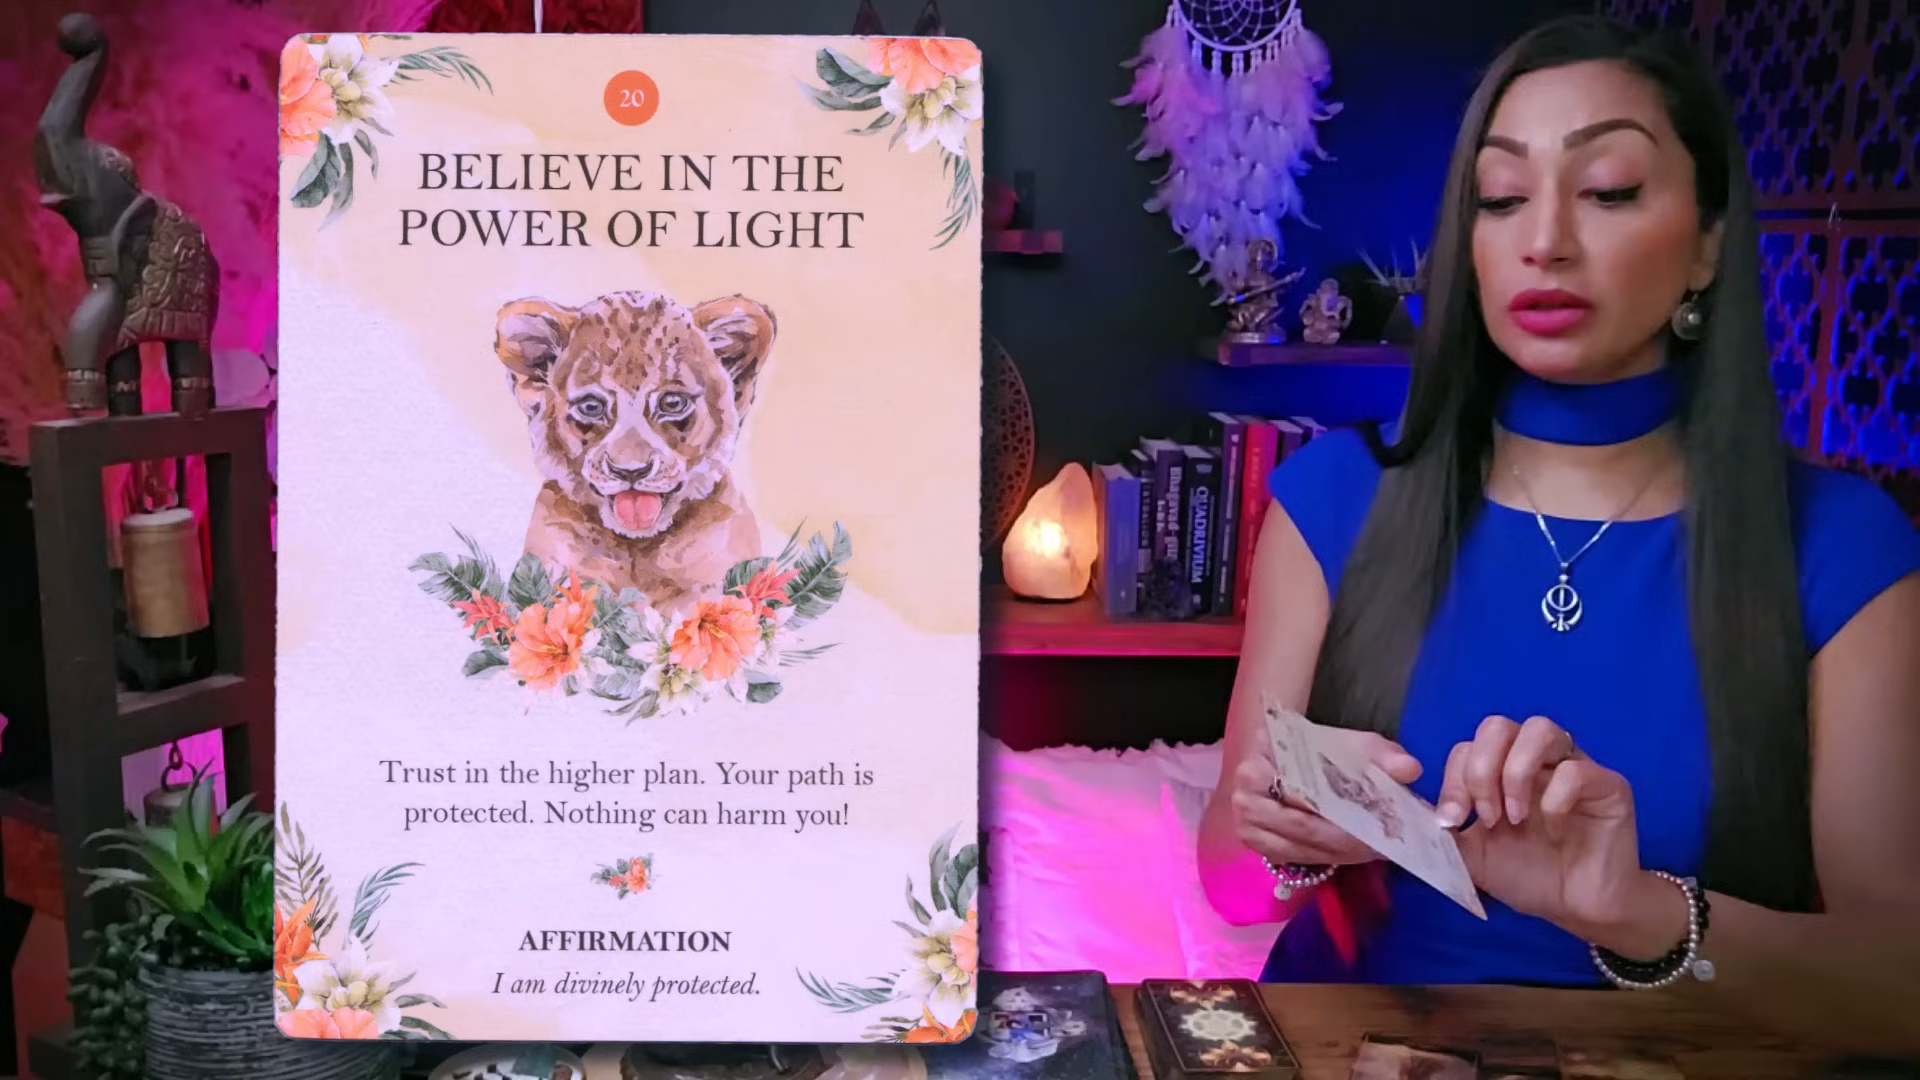 20
BELIEVE IN THE
POWER OF LIGHT
Trust in the higher plan. Your path is
protected. Nothing can harm you!
AFFIRMATION
I am divinely protected.
QUADRIVIUM